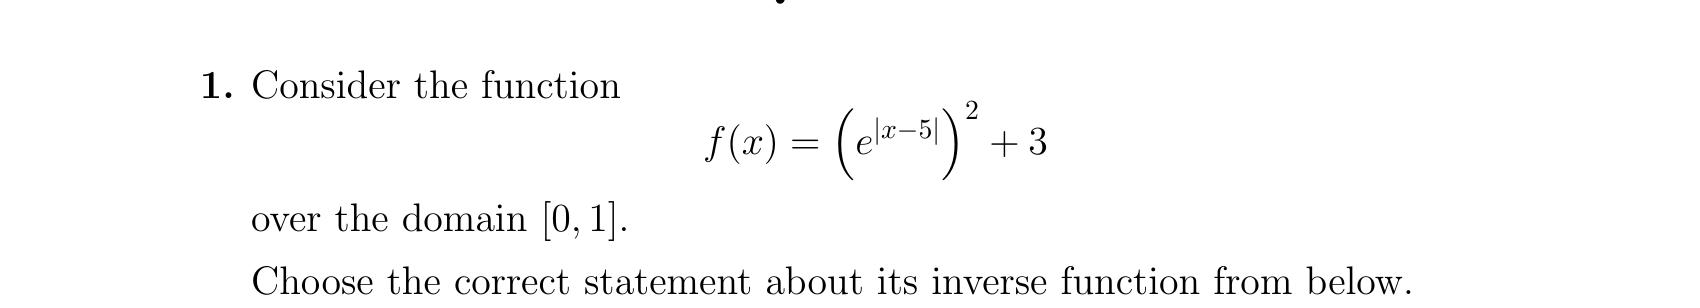 1. Consider the function
f(x) = (e^{|x−5|})^2 + 3
over the domain [0, 1].
Choose the correct statement about its inverse function from below.